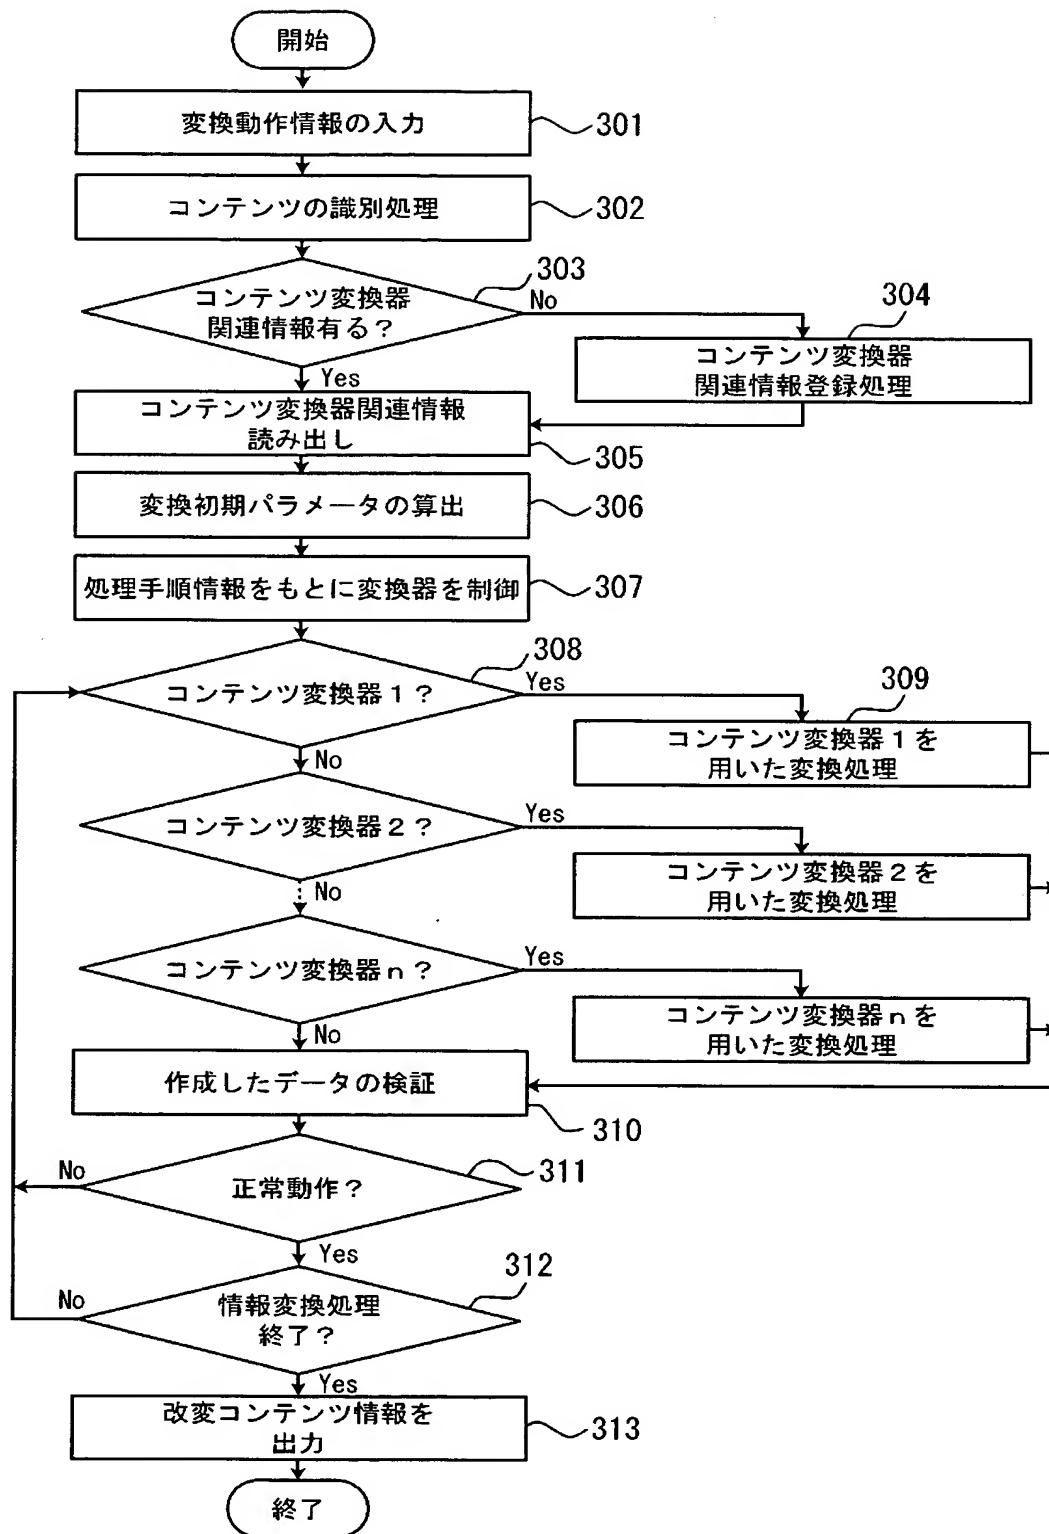 開始
変換動作情報の入力
301
コンテンツの識別処理
302
コンテンツ変換器
関連情報有る？
303
No
Yes
304
コンテンツ変換器
関連情報登録処理
コンテンツ変換器関連情報
読み出し
305
変換初期パラメータの算出
306
処理手順情報をもとに変換器を制御
307
コンテンツ変換器１？
308
Yes
No
309
コンテンツ変換器１を
用いた変換処理
コンテンツ変換器２？
Yes
No
コンテンツ変換器２を
用いた変換処理
コンテンツ変換器ｎ？
Yes
No
コンテンツ変換器ｎを
用いた変換処理
作成したデータの検証
310
正常動作？
311
No
Yes
情報変換処理
終了？
312
No
Yes
改変コンテンツ情報を
出力
313
終了